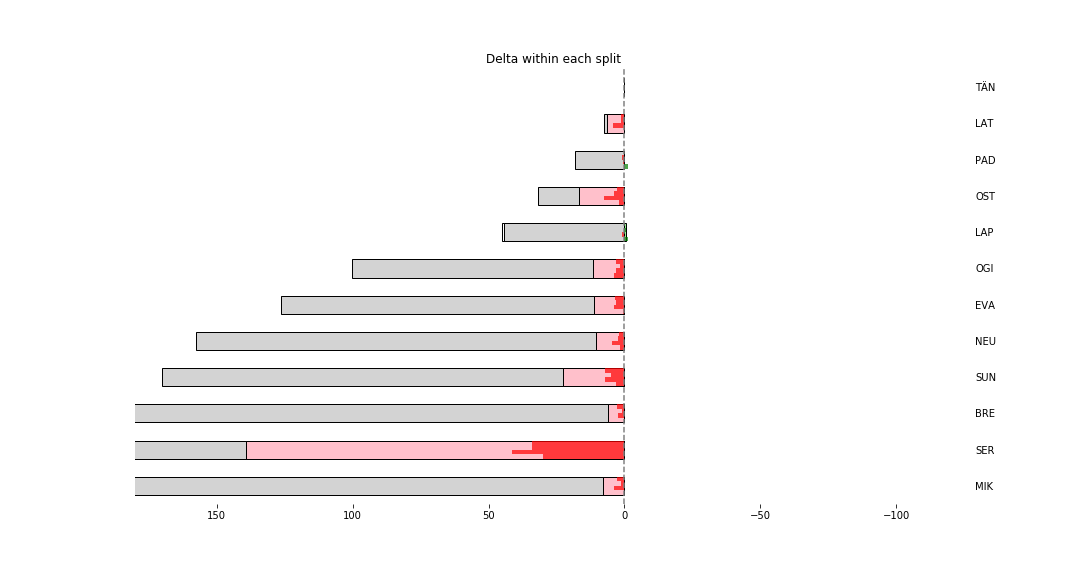 Delta within each split
TÄN
LAT
PAD
OST
LAP
OGI
EVA
NEU
SUN
BRE
SER
MIK
150 100 50 0 −50 −100